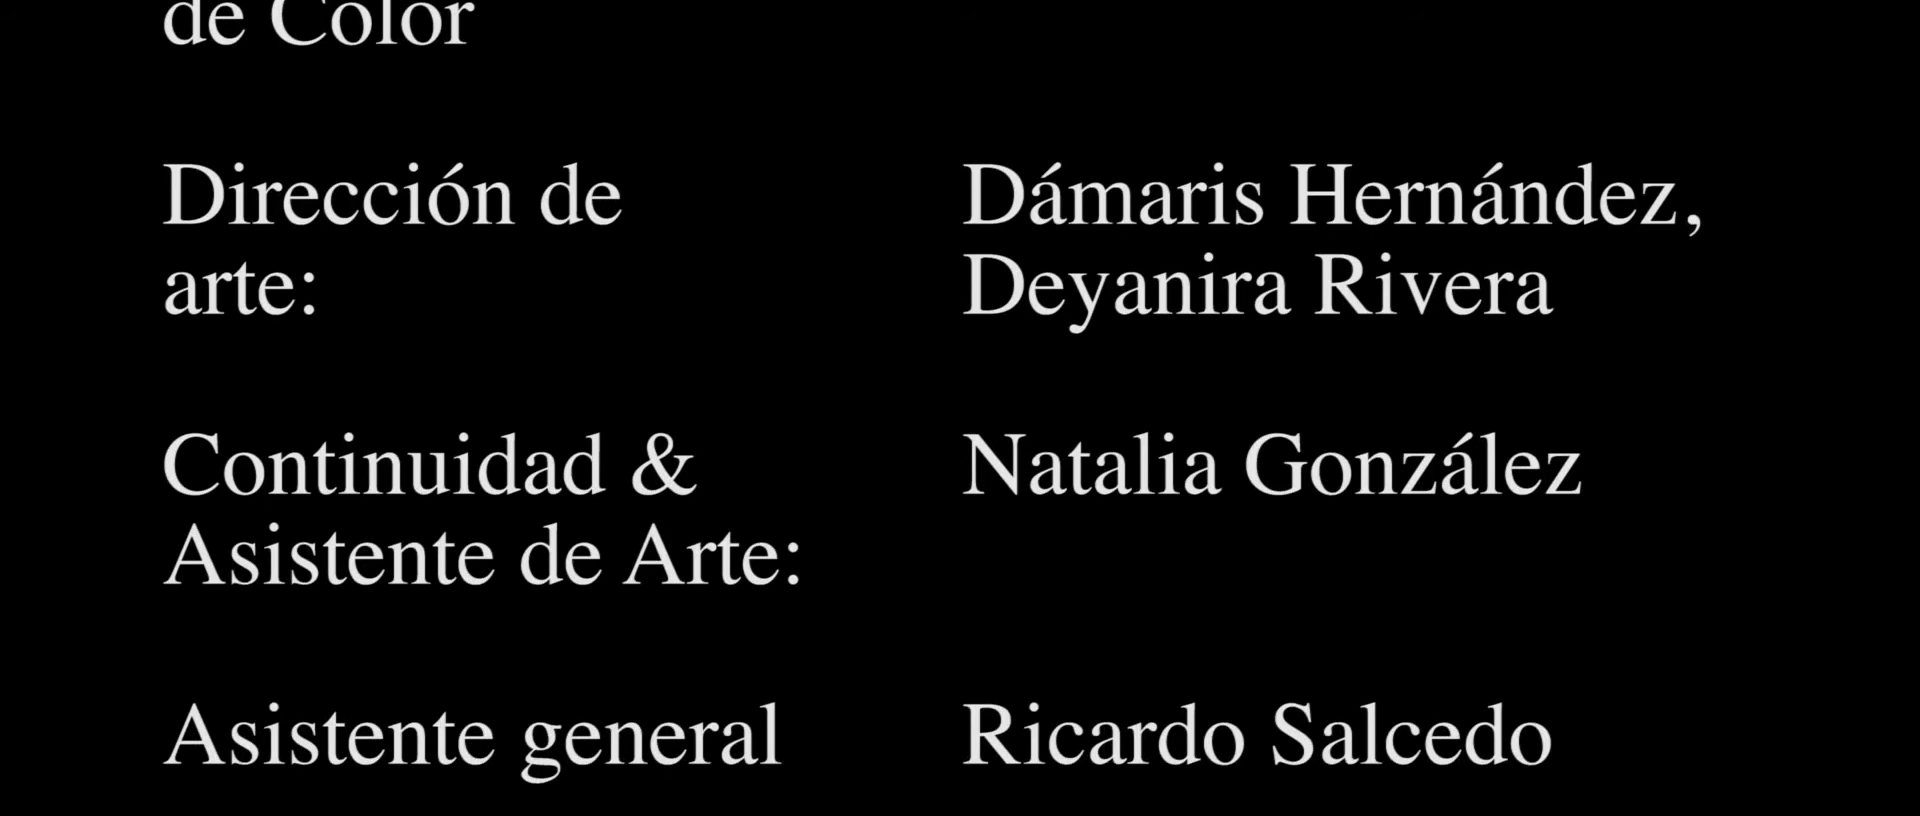 de Color
Dirección de
arte:
Dámaris Hernández,
Deyanira Rivera
Continuidad &
Asistente de Arte:
Natalia González
Asistente general
Ricardo Salcedo